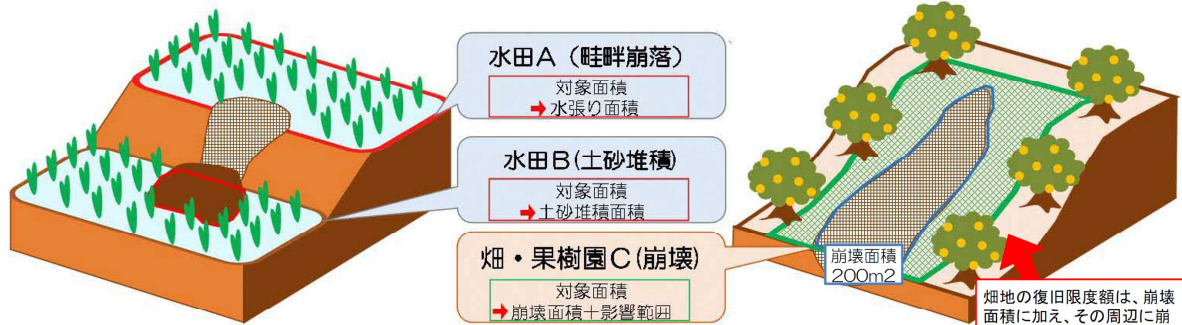 水田A（畦畔崩落）
対象面積
➡水張り面積
水田B(土砂堆積)
対象面積
➡土砂堆積面積
畑・果樹園C(崩壊)
対象面積
➡崩壊面積＋影響範囲
崩壊面積
200m2
畑地の復旧限度額は、崩壊
面積に加え、その周辺に崩